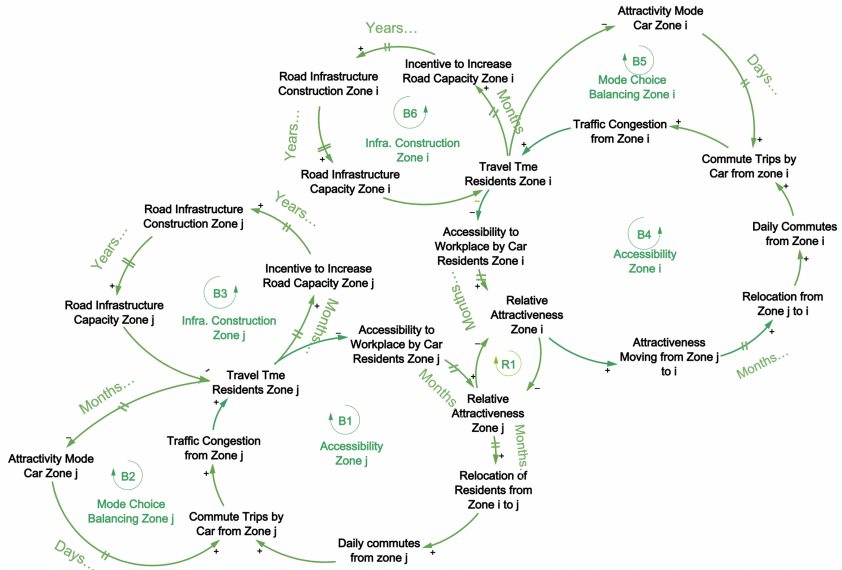 Attractivity Mode
Car Zone i
Years…
B5
Mode Choice
Balancing Zone i
Days…
Incentive to Increase
Road Capacity Zone i
Road Infrastructure
Construction Zone i
Months
B6
Infra. Construction
Zone i
Years…
Traffic Congestion
from Zone i
Commute Trips by
Car from zone i
Travel Tme
Residents Zone i
Road Infrastructure
Capacity Zone i
Road Infrastructure
Construction Zone j
Years…
Accessibility to
Workplace by Car
Residents Zone i
B4
Accessibility
Zone i
Daily Commutes
from Zone i
Years…
Incentive to Increase
Road Capacity Zone j
B3
Infra. Construction
Zone j
Months…
Months…
Road Infrastructure
Capacity Zone j
Relative
Attractiveness
Zone i
Relocation from
Zone j to i
Accessibility to
Workplace by Car
Residents Zone j
Attractiveness
Moving from Zone j
to i
Months…
R1
Travel Tme
Residents Zone j
Months…
Months
Relative
Attractiveness
Zone j
B1
Accessibility
Zone j
Months…
Traffic Congestion
from Zone j
Attractivity Mode
Car Zone j
B2
Mode Choice
Balancing Zone j
Relocation of
Residents from
Zone i to j
Commute Trips by
Car from Zone j
Days…
Daily commutes
from zone j